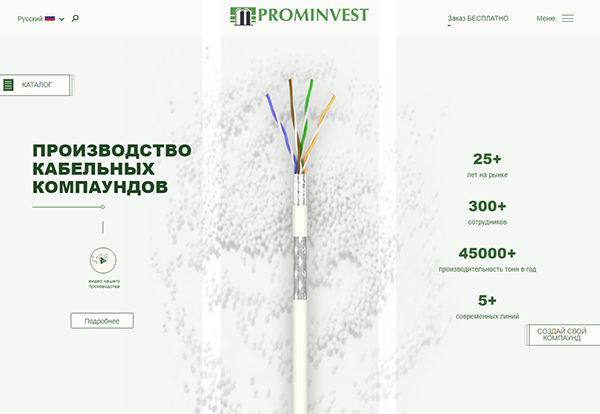 Русский
PROMINVEST
Заказ БЕСПЛАТНО
Меню
КАТАЛОГ
ПРОИЗВОДСТВО
КАБЕЛЬНЫХ
КОМПАУНДОВ
видео нашего
производства
Подробнее
25+
лет на рынке
300+
сотрудников
45000+
производительность тонн в год
5+
современных линий
СОЗДАЙ СВОЙ
КОМПАУНД